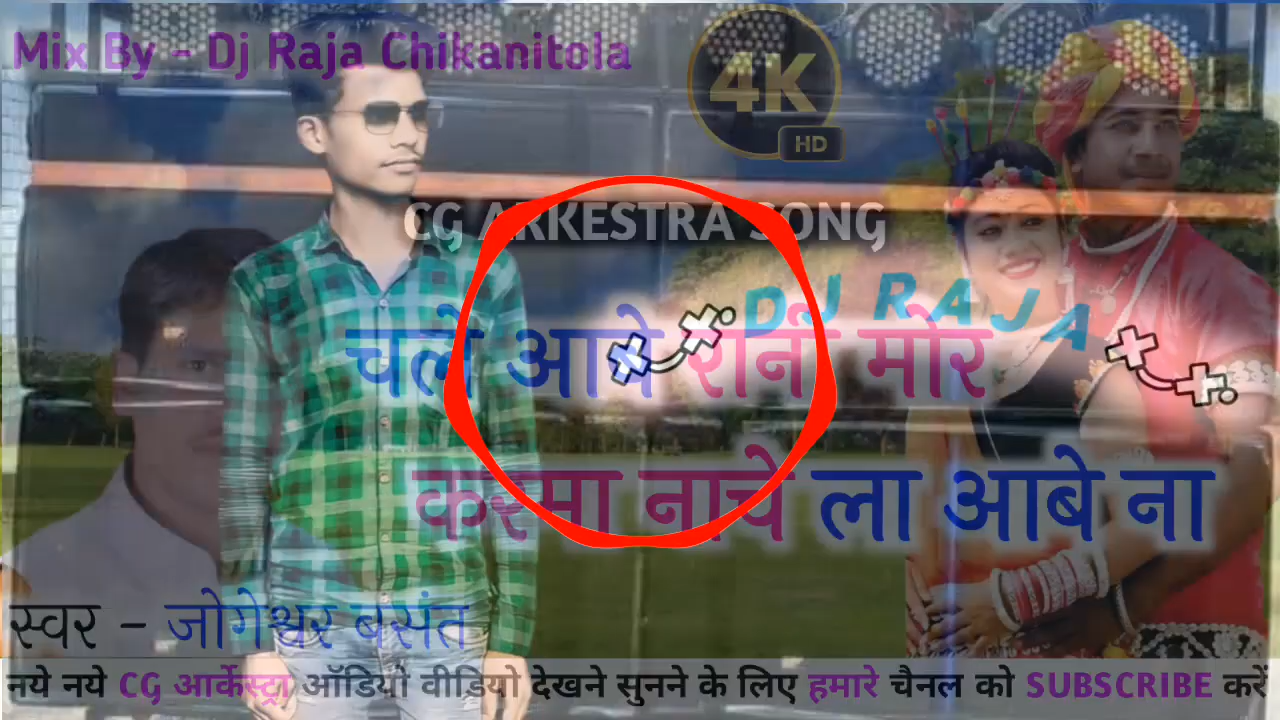 Mix By - Dj Raja Chikanitola
4K
HD
CG ARKESTRA SONG
DJ RAJA
चले आबे रानी मोर
करमा नाचे ला आबे ना
स्वर - जोगेश्वर बसंत
नये नये CG आर्केस्ट्रा ऑडियो वीडियो देखने सुनने के लिए हमारे चैनल को SUBSCRIBE करें